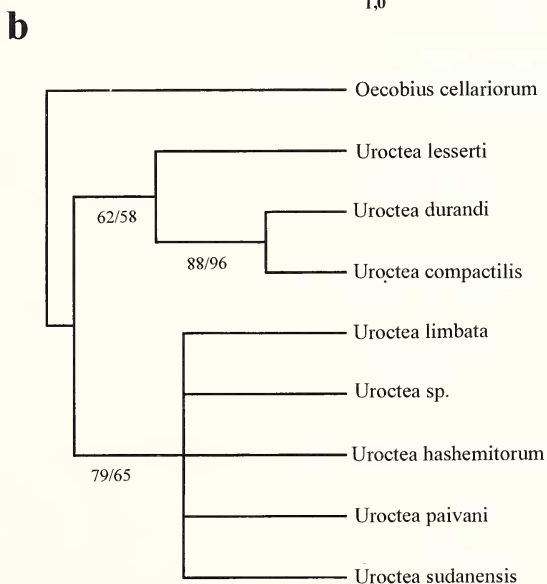 1,0
b
Oecobius cellariorum
Uroctea lesserti
62/58
Uroctea durandi
88/96
Uroctea compactilis
Uroctea limbata
Uroctea sp.
Uroctea hashemitorum
79/65
Uroctea paivani
Uroctea sudanensis